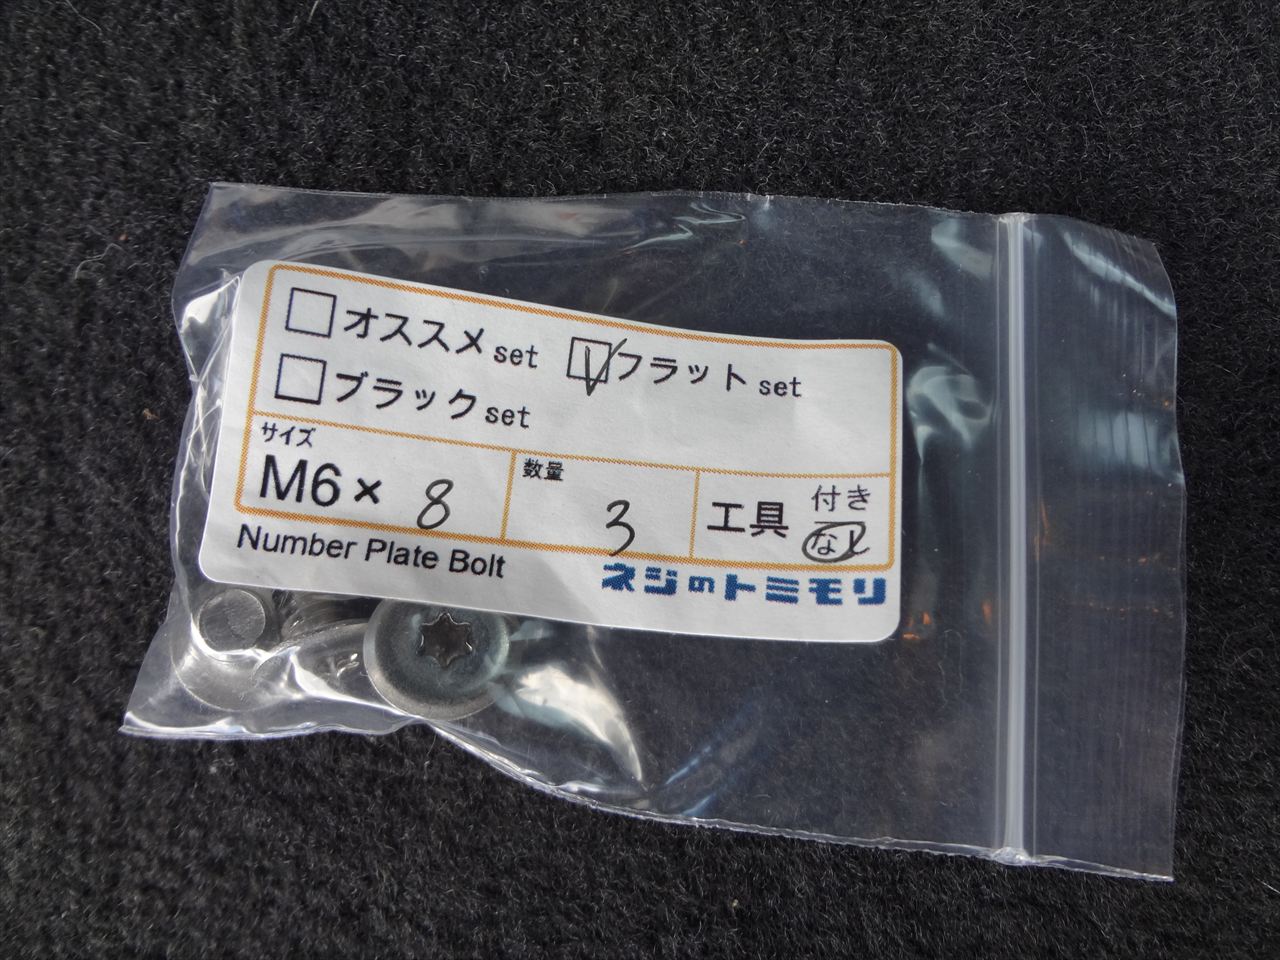 □オススメset ☑フラットset
□ブラックset
サイズ 数量
M6× 8 3 工具 付き なし
Number Plate Bolt
ネジのトミモリ